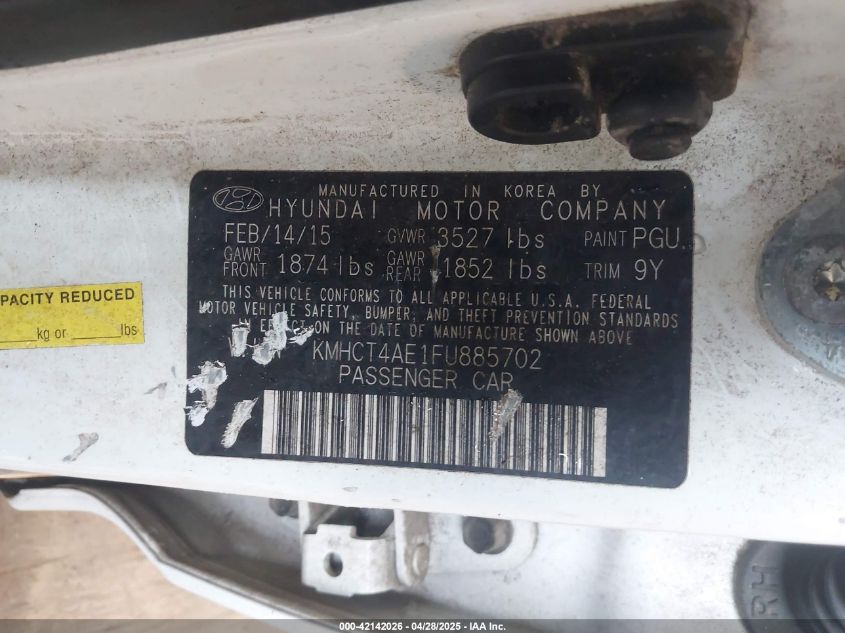 MANUFACTURED IN KOREA BY
HYUNDAI MOTOR COMPANY
FEB/14/15 GVWR 3527 lbs PAINT PGU
GAWR FRONT 1874 lbs GAWR REAR 1852 lbs TRIM 9Y
THIS VEHICLE CONFORMS TO ALL APPLICABLE U.S.A. FEDERAL
MOTOR VEHICLE SAFETY, BUMPER, AND THEFT PREVENTION STANDARDS
IN EFFECT ON THE DATE OF MANUFACTURE SHOWN ABOVE
KMHCT4AE1FU885702
PASSENGER CAR
PACITY REDUCED
kg or lbs
RH
000-42142026 - 04/28/2025 - IAA Inc.